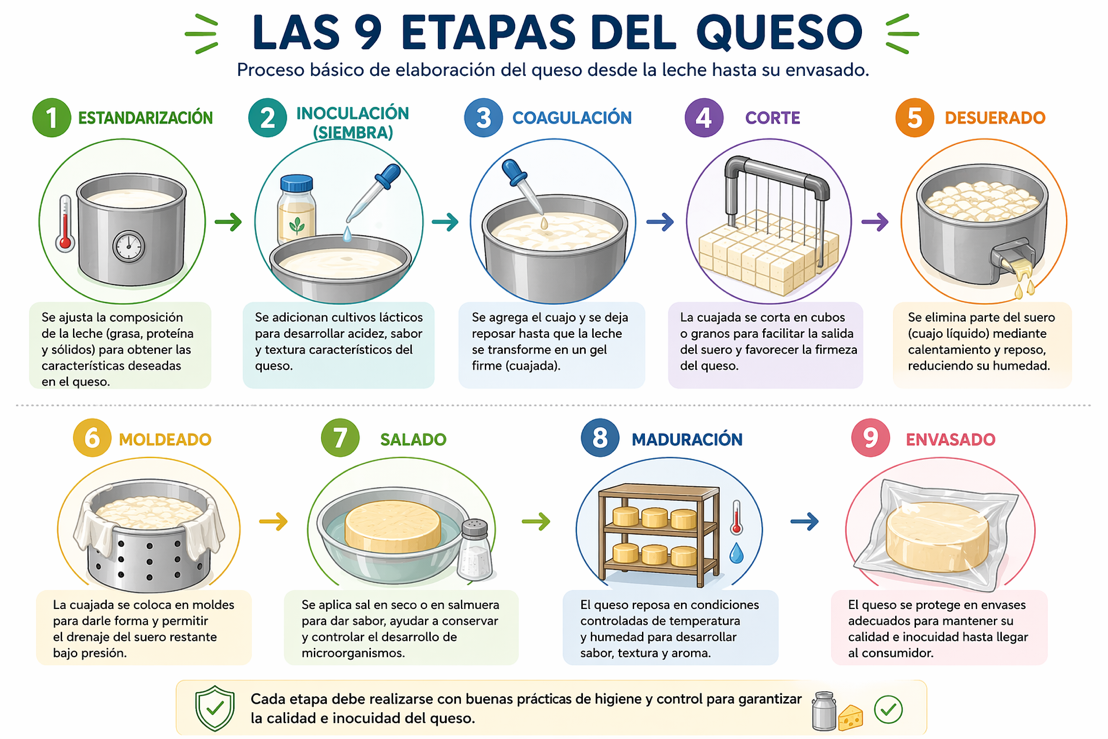 LAS 9 ETAPAS DEL QUESO
Proceso básico de elaboración del queso desde la leche hasta su envasado.
1 ESTANDARIZACIÓN
Se ajusta la composición
de la leche (grasa, proteína
y sólidos) para obtener las
características deseadas
en el queso.
2 INOCULACIÓN
(SIEMBRA)
Se adicionan cultivos lácticos
para desarrollar acidez, sabor
y textura característicos del
queso.
3 COAGULACIÓN
Se agrega el cuajo y se deja
reposar hasta que la leche
se transforme en un gel
firme (cuajada).
4 CORTE
La cuajada se corta en cubos
o granos para facilitar la salida
del suero y favorecer la firmeza
del queso.
5 DESUERADO
Se elimina parte del suero
(cuajo líquido) mediante
calentamiento y reposo,
reduciendo su humedad.
6 MOLDEADO
La cuajada se coloca en moldes
para darle forma y permitir
el drenaje del suero restante
bajo presión.
7 SALADO
Se aplica sal en seco o en salmuera
para dar sabor, ayudar a conservar
y controlar el desarrollo de
microorganismos.
8 MADURACIÓN
El queso reposa en condiciones
controladas de temperatura
y humedad para desarrollar
sabor, textura y aroma.
9 ENVASADO
El queso se protege en envases
adecuados para mantener su
calidad e inocuidad hasta llegar
al consumidor.
Cada etapa debe realizarse con buenas prácticas de higiene y control para garantizar
la calidad e inocuidad del queso.